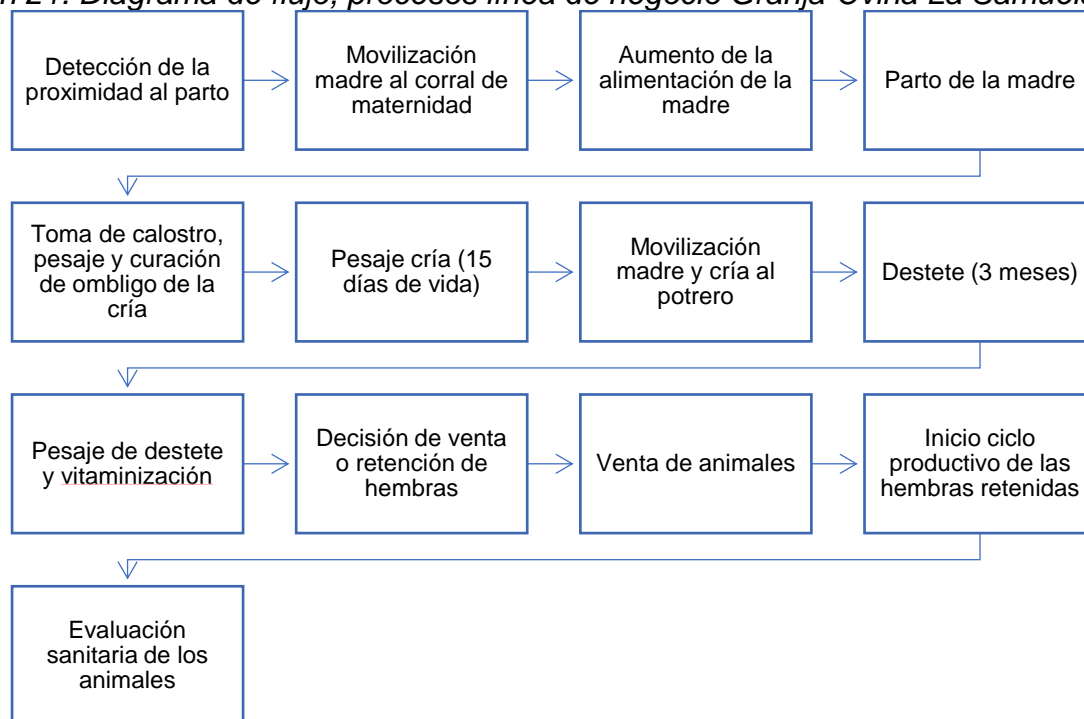 21. Diagrama de flujo, procesos línea de negocio Granja Ovina La
Detección de la
proximidad al parto
Movilización
madre al corral de
maternidad
Aumento de la
alimentación de la
madre
Parto de la madre
Toma de calostro,
pesaje y curación
de ombligo de la
cría
Pesaje cría (15
días de vida)
Movilización
madre y cría al
potrero
Destete (3 meses)
Pesaje de destete
y vitaminización
Decisión de venta
o retención de
hembras
Venta de animales
Inicio ciclo
productivo de las
hembras retenidas
Evaluación
sanitaria de los
animales